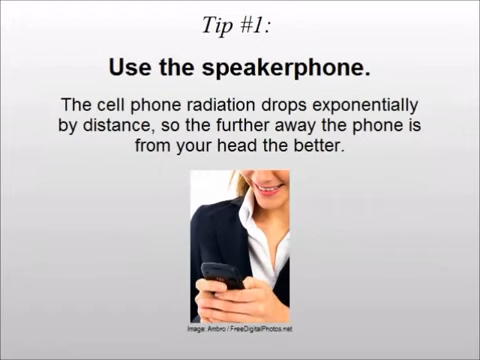 Tip #1:
Use the speakerphone.
The cell phone radiation drops exponentially
by distance, so the further away the phone is
from your head the better.
Image: Ambro / FreeDigitalPhotos.net